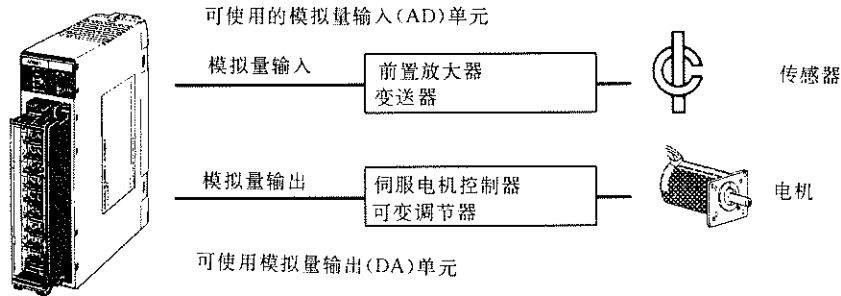 可使用的模拟量输入(AD)单元
模拟量输入
前置放大器
变送器
传感器
模拟量输出
伺服电机控制器
可变调节器
电机
可使用模拟量输出(DA)单元